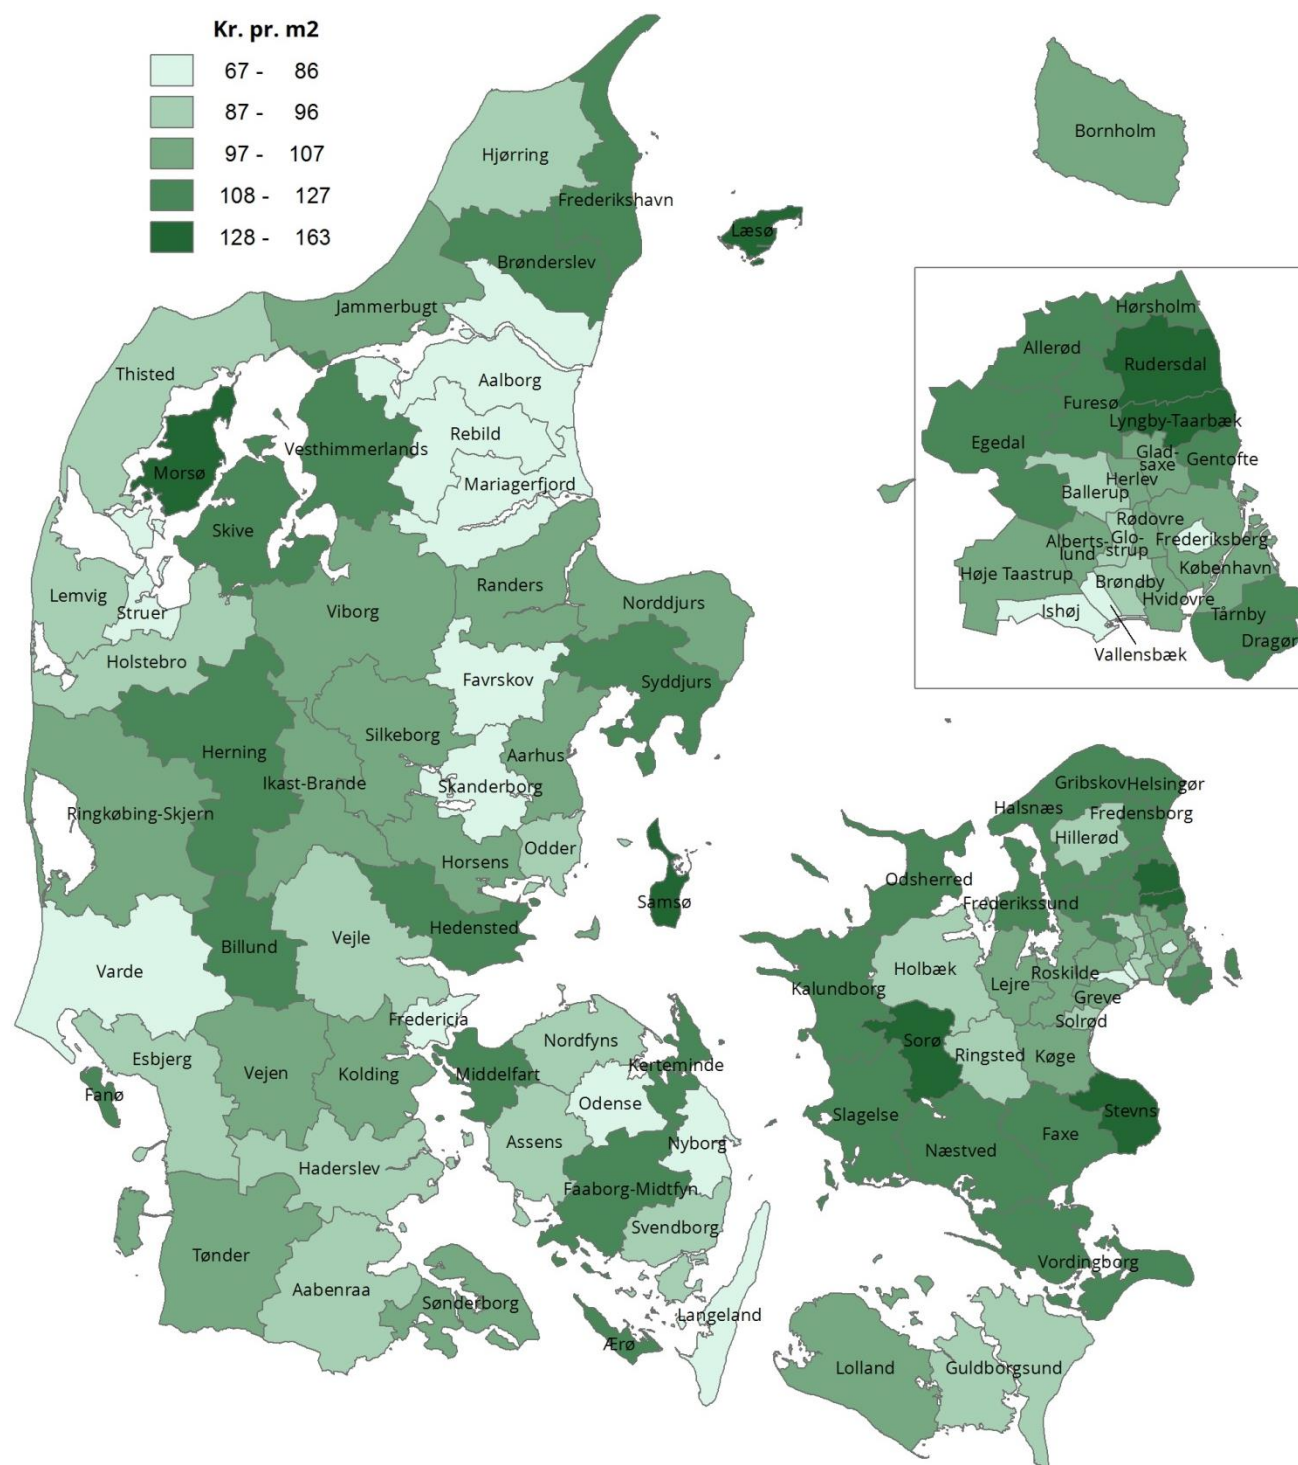 Kr. pr. m2
67 - 86
87 - 96
97 - 107
108 - 127
128 - 163
Hjørring
Frederikshavn
Brønderslev
Læsø
Jammerbugt
Thisted
Aalborg
Rebild
Vesthimmerlands
Morsø
Mariagerfjord
Skive
Lemvig
Struer
Viborg
Randers
Norddjurs
Holstebro
Favrskov
Syddjurs
Herning
Silkeborg
Aarhus
Ikast-Brande
Skanderborg
Ringkøbing-Skjern
Odder
Horsens
Samsø
Hedensted
Vejle
Billund
Varde
Fredericia
Esbjerg
Vejen
Kolding
Fanø
Haderslev
Tønder
Aabenraa
Sønderborg
Nordfyns
Middelfart
Kerteminde
Odense
Assens
Nyborg
Faaborg-Midtfyn
Svendborg
Langeland
Ærø
Bornholm
Hørsholm
Allerød
Rudersdal
Furesø
Lyngby-Taarbæk
Egedal
Glad-
saxe
Gentofte
Herlev
Ballerup
Rødovre
Alberts-
lund
Glo-
strup
Frederiksberg
Høje Taastrup
København
Brøndby
Hvidovre
Ishøj
Tårnby
Dragør
Vallensbæk
Gribskov
Helsingør
Halsnæs
Fredensborg
Hillerød
Odsherred
Frederikssund
Holbæk
Roskilde
Lejre
Kalundborg
Greve
Solrød
Sorø
Ringsted
Køge
Stevns
Slagelse
Næstved
Faxe
Vordingborg
Lolland
Guldborgsund